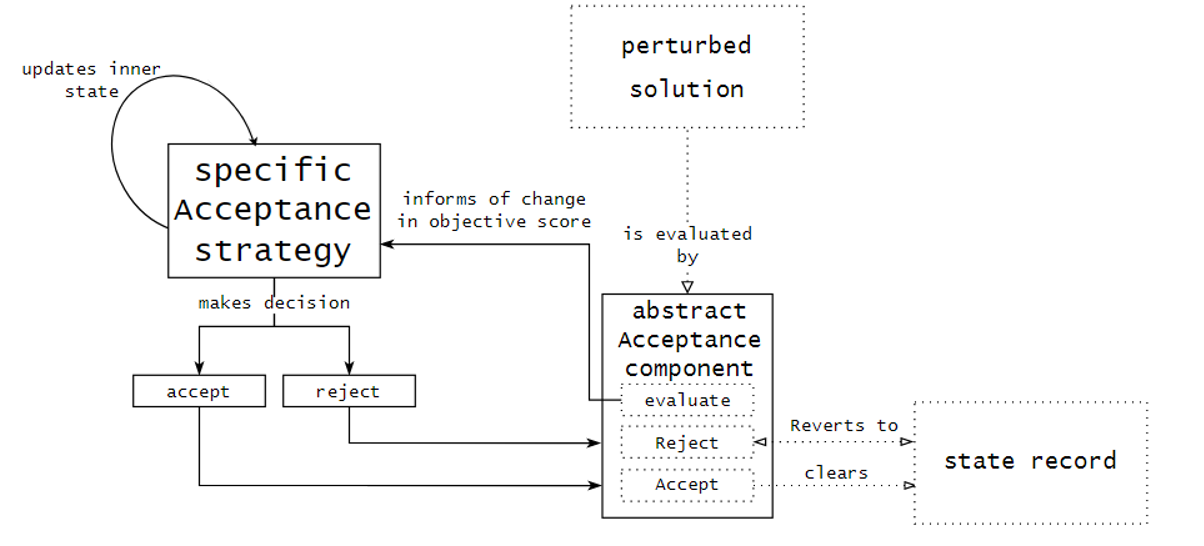 perturbed
solution
updates inner
state
specific
Acceptance
strategy
informs of change
in objective score
is evaluated
by
makes decision
accept
reject
abstract
Acceptance
component
evaluate
Reject
Accept
Reverts to
clears
state record